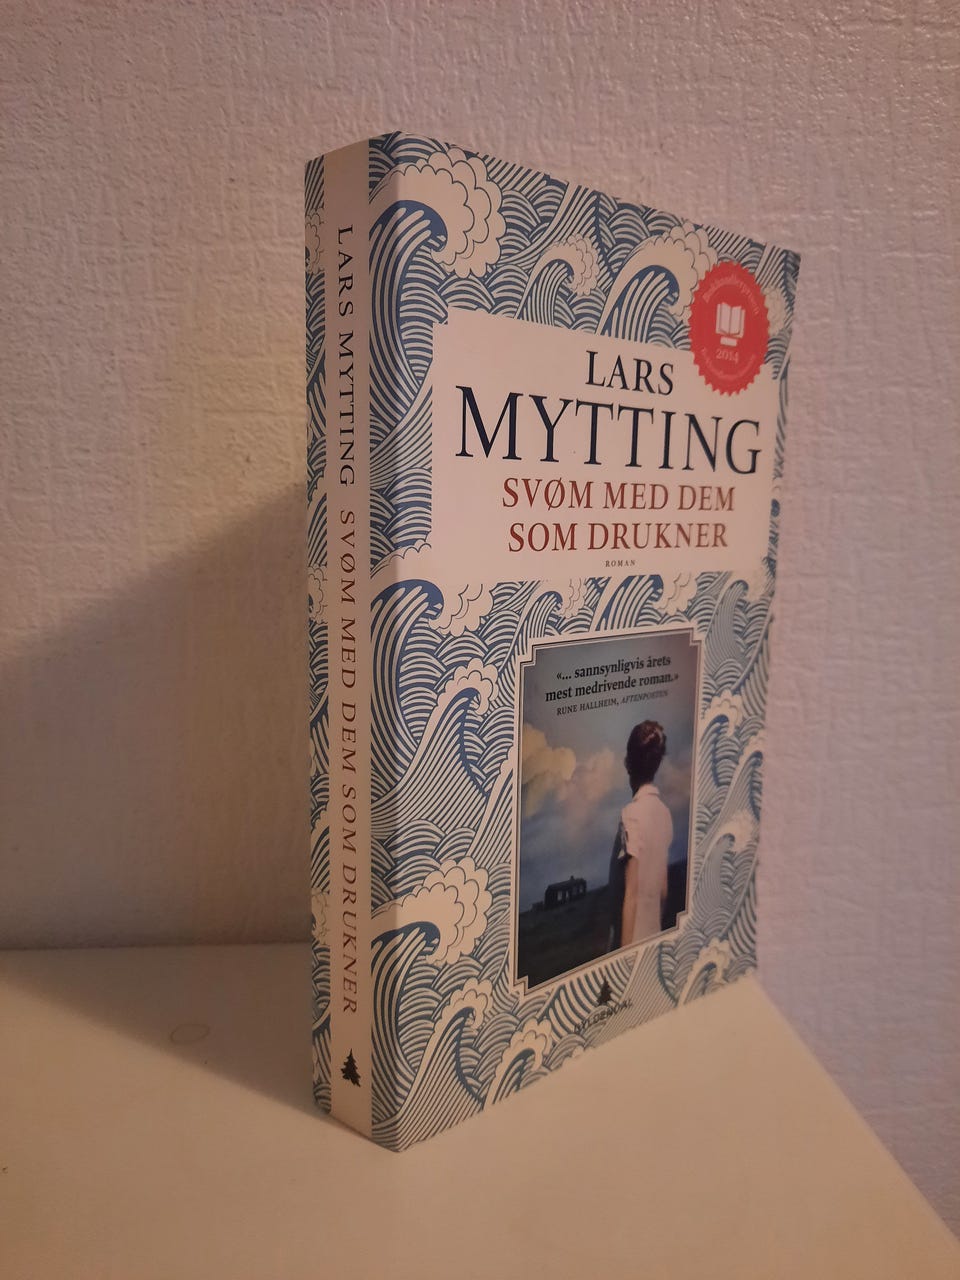 LARS MYTTING SVØM MED DEM SOM DRUKNER
Bokhandlerprisen
2014
LARS
MYTTING
SVØM MED DEM
SOM DRUKNER
ROMAN
«... sannsynligvis årets
mest medrivende roman.»
RUNE HALLHEIM, AFTENPOSTEN
GYLDENDAL